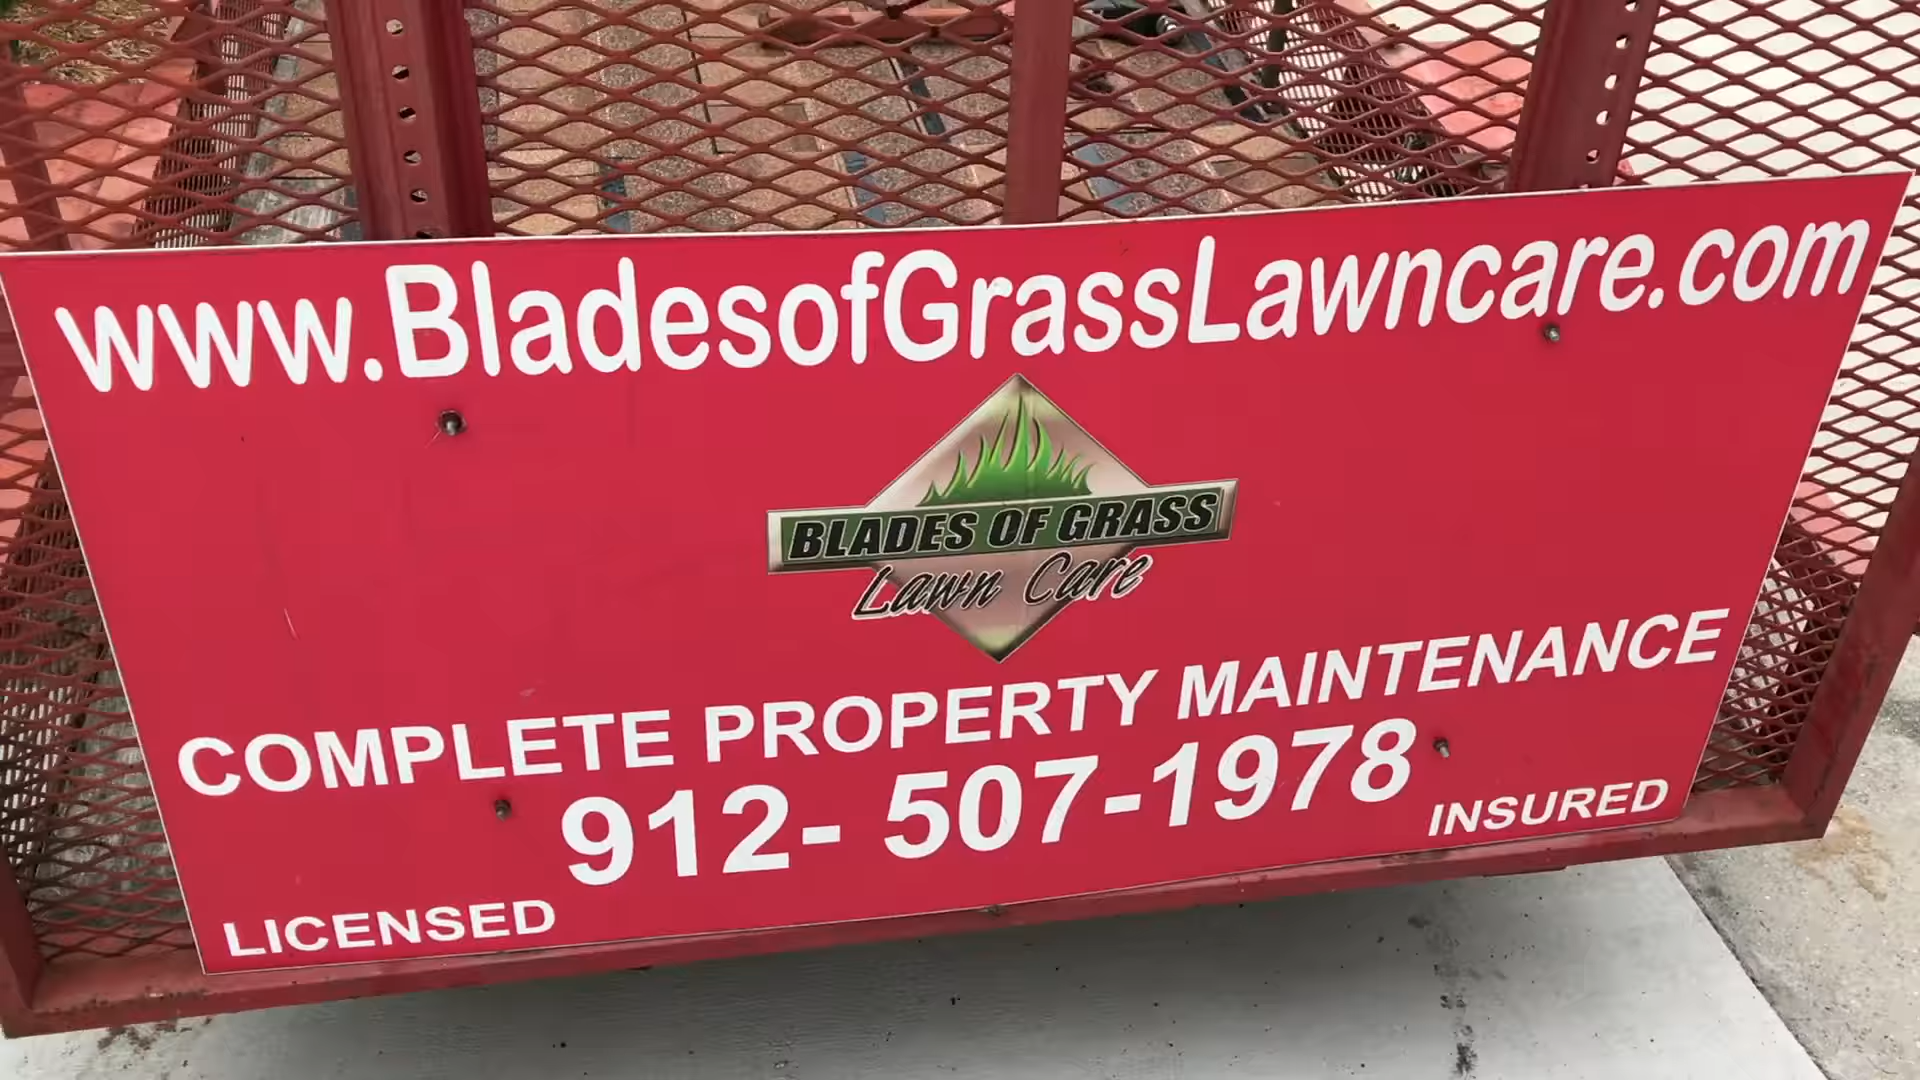 www.BladesofGrassLawncare.com
BLADES OF GRASS
Lawn Care
COMPLETE PROPERTY MAINTENANCE
912- 507-1978
LICENSED
INSURED